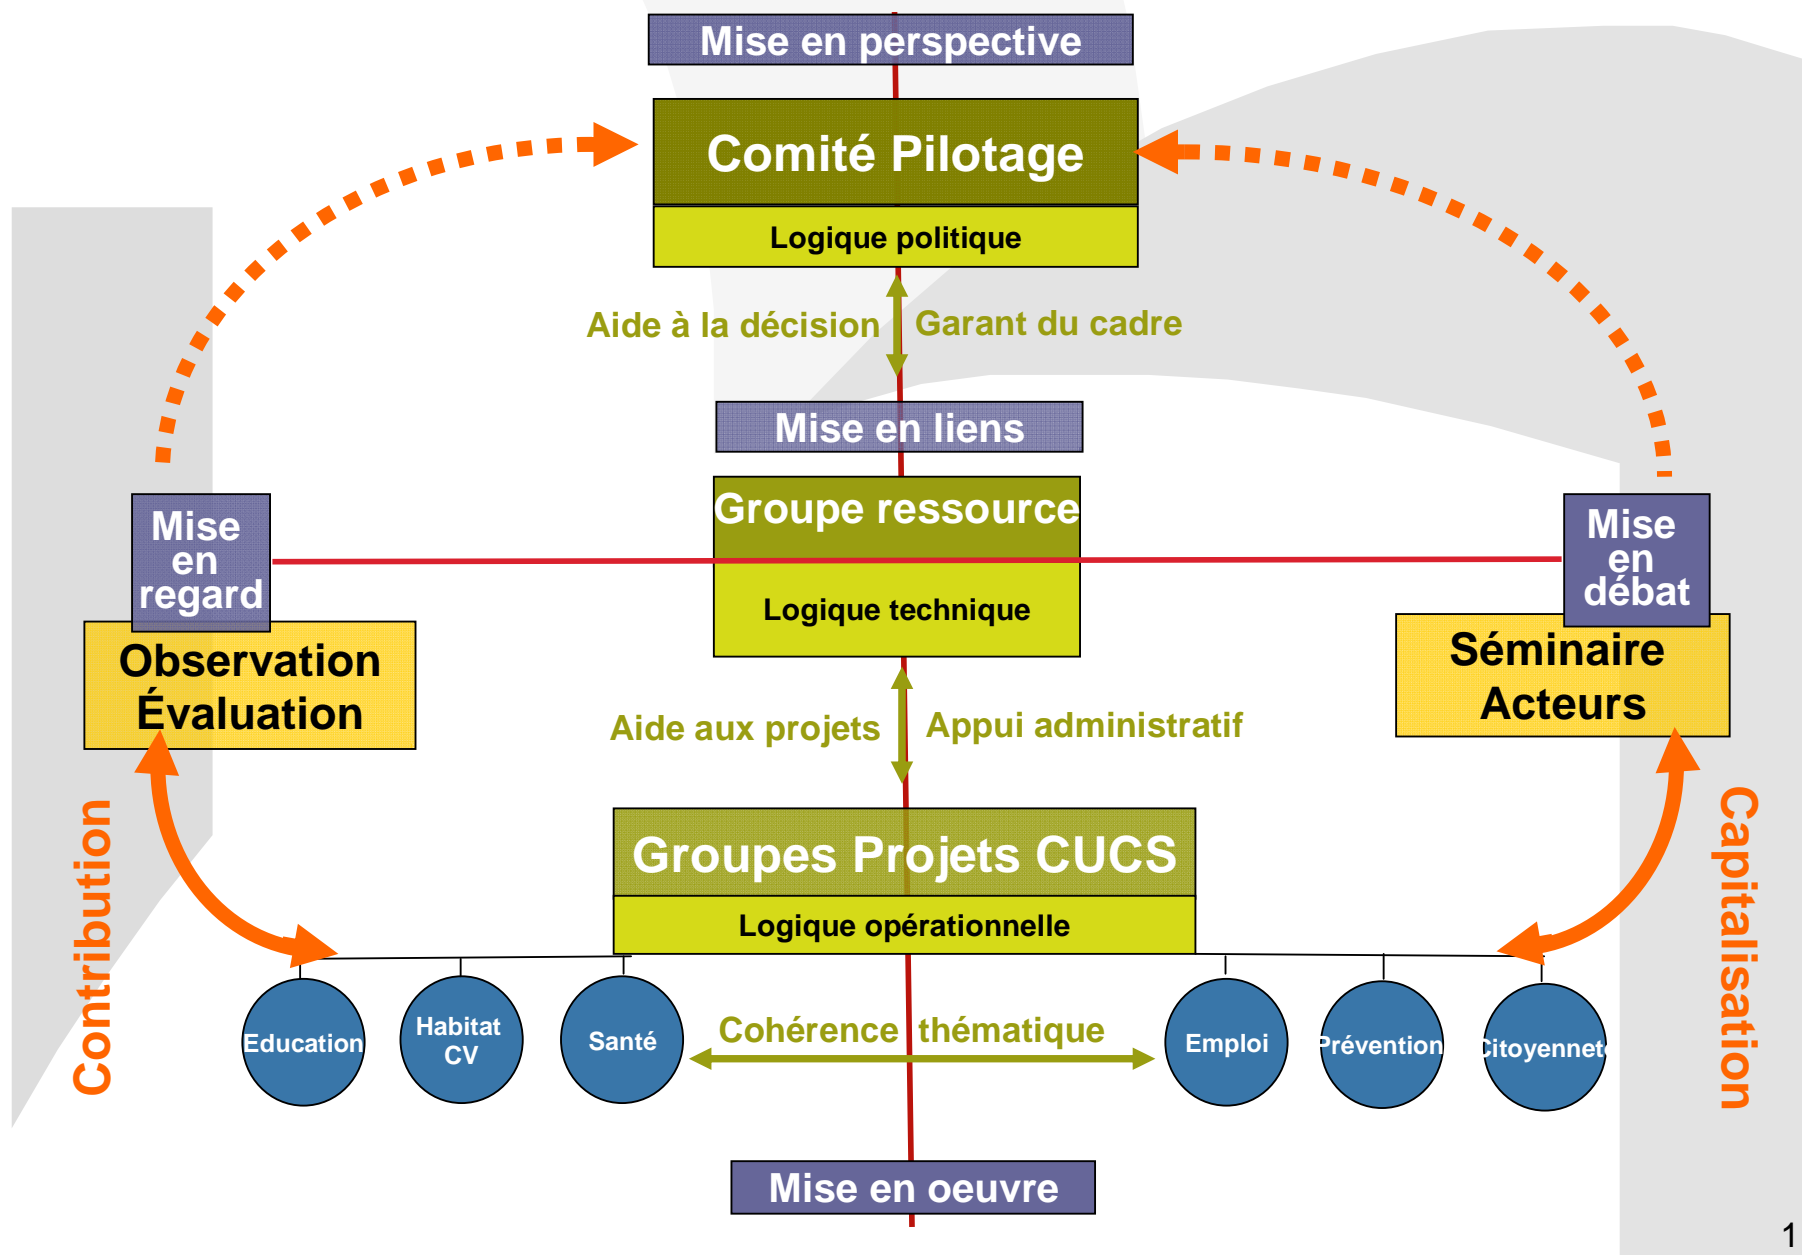 Mise en perspective
Comité Pilotage
Logique politique
Aide à la décision
Garant du cadre
Mise en liens
Groupe ressource
Logique technique
Mise
en
regard
Observation
Évaluation
Mise
en
débat
Séminaire
Acteurs
Aide aux projets
Appui administratif
Groupes Projets CUCS
Logique opérationnelle
Contribution
Capitalisation
Education
Habitat
CV
Santé
Cohérence thématique
Emploi
Prévention
Citoyenneté
Mise en oeuvre
1